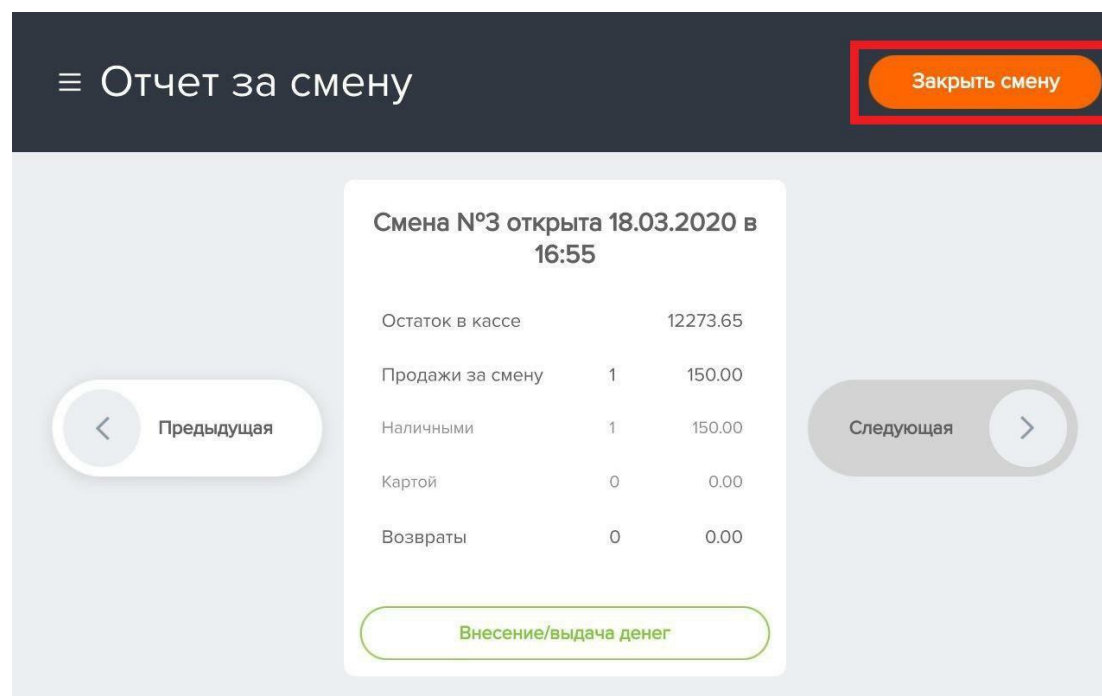 Отчет за смену
Закрыть смену
Смена №3 открыта 18.03.2020 в
16:55
Остаток в кассе 12273.65
Продажи за смену 1 150.00
Наличными 1 150.00
Картой 0 0.00
Возвраты 0 0.00
Предыдущая
Следующая
Внесение/выдача денег